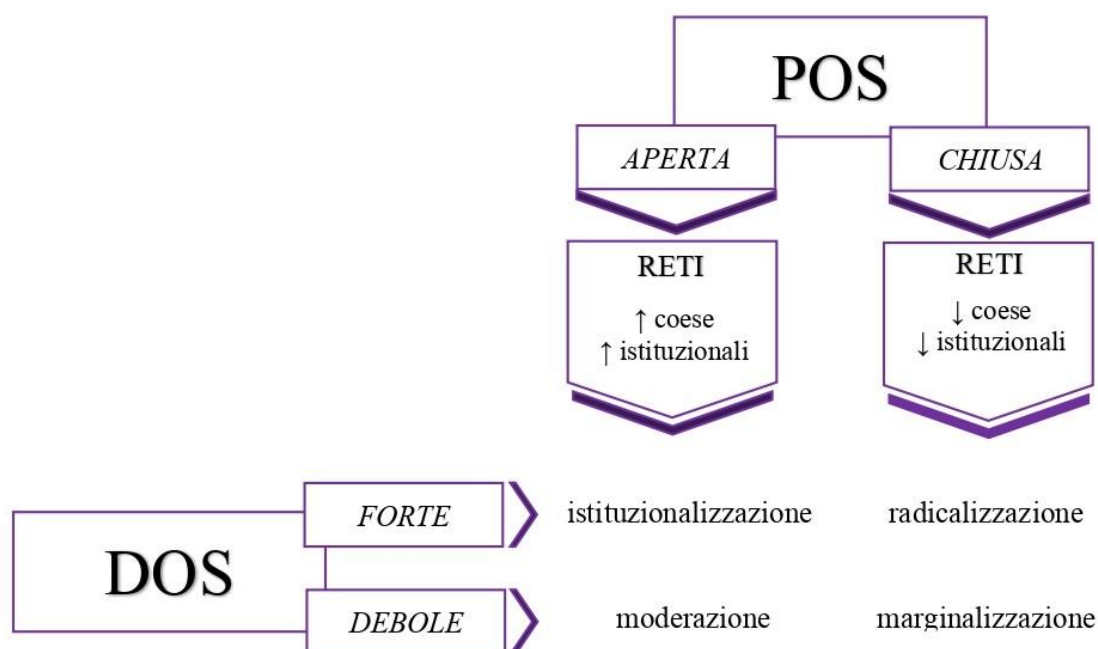 POS
APERTA
CHIUSA
RETI
↑ coese
↑ istituzionali
RETI
↓ coese
↓ istituzionali
DOS
FORTE
istituzionalizzazione
radicalizzazione
DEBOLE
moderazione
marginalizzazione